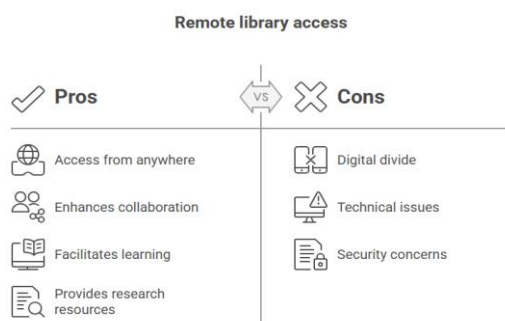 Remote library access
Pros
VS
Cons
Access from anywhere
Digital divide
Enhances collaboration
Technical issues
Facilitates learning
Security concerns
Provides research
resources